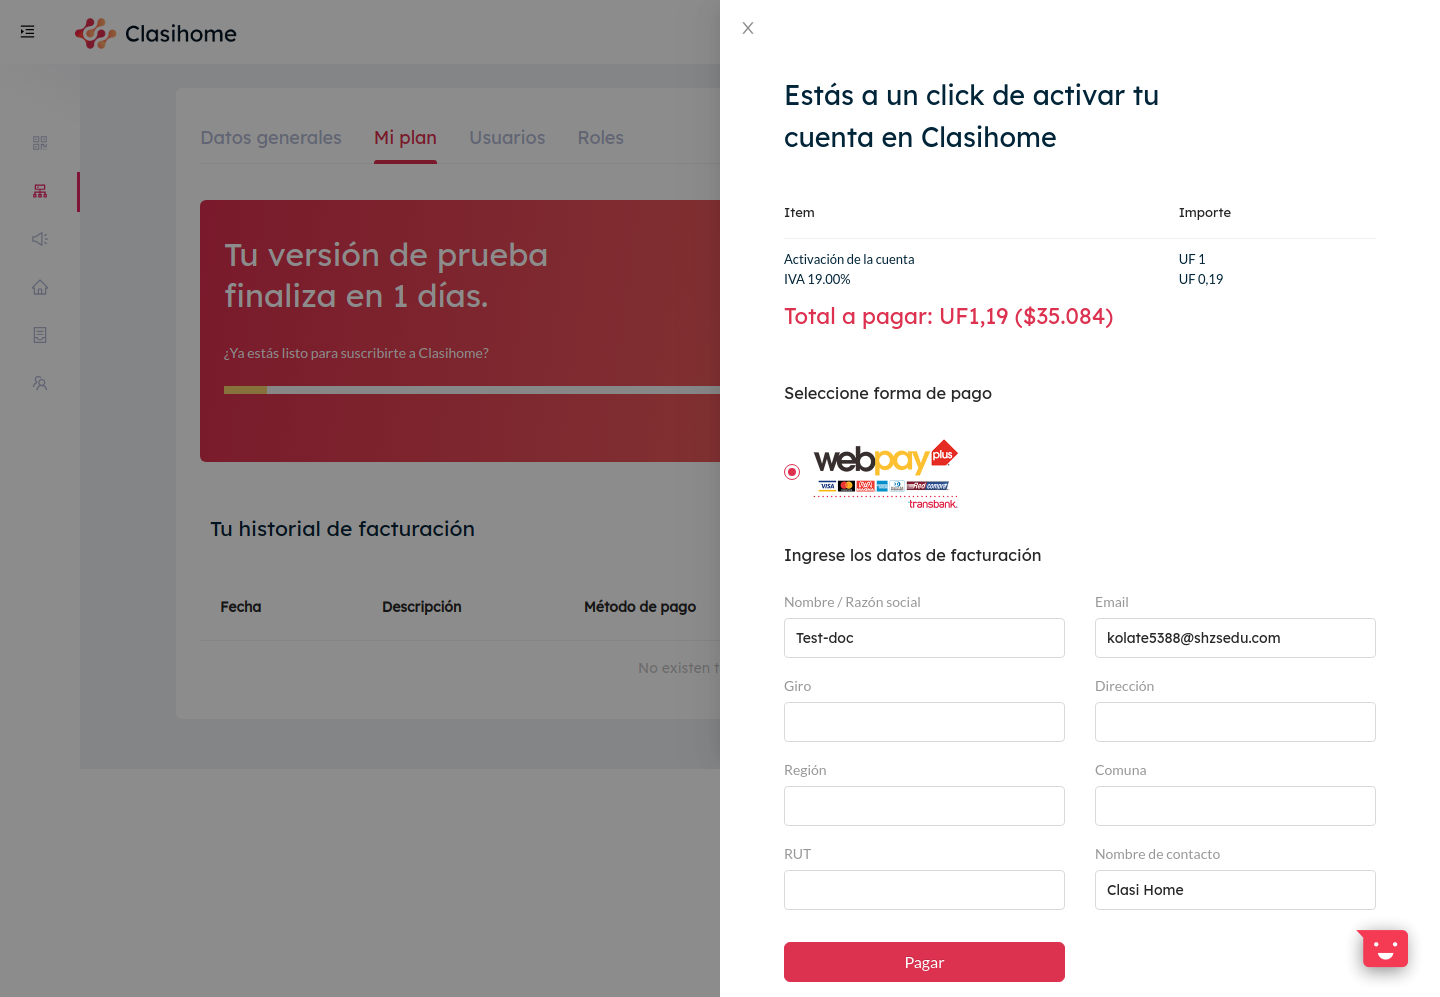 Clasihome
Datos generales Mi plan Usuarios Roles
Tu versión de prueba
finaliza en 1 días.
¿Ya estás listo para suscribirte a Clasihome?
Tu historial de facturación
Fecha Descripción Método de pago
No existen t
X
Estás a un click de activar tu
cuenta en Clasihome
Item Importe
Activación de la cuenta UF 1
IVA 19.00% UF 0,19
Total a pagar: UF1,19 ($35.084)
Seleccione forma de pago
webpay plus
VISA
transbank.
Ingrese los datos de facturación
Nombre / Razón social Email
Test-doc kolate5388@shzsedu.com
Giro Dirección
Región Comuna
RUT Nombre de contacto
Clasi Home
Pagar